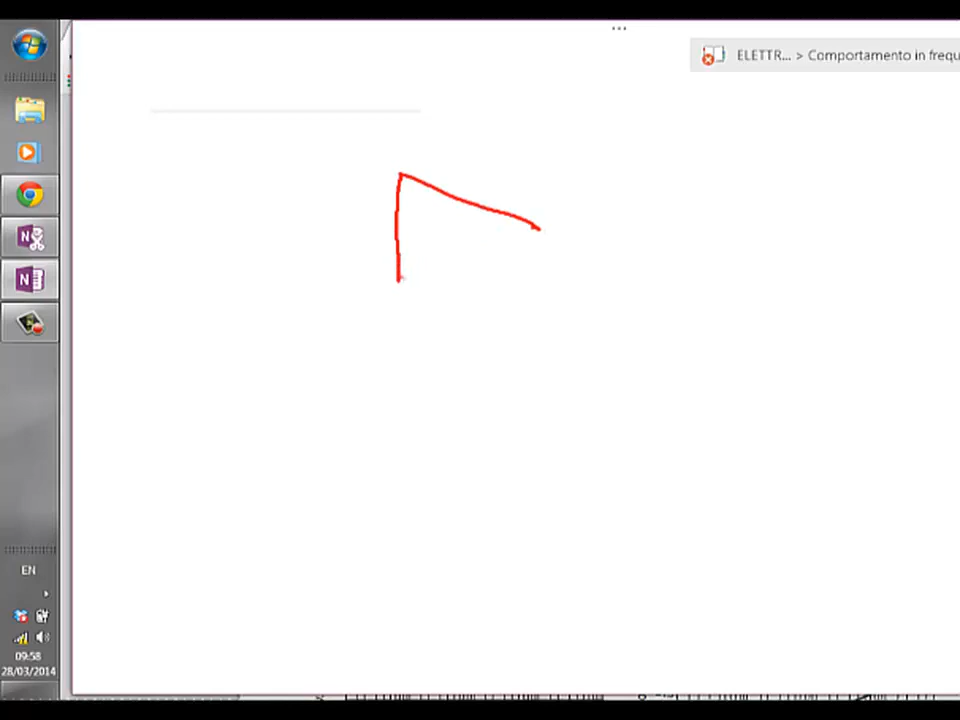 ...
ELETTR... > Comportamento in frequ
N
N
EN
09:58
28/03/2014